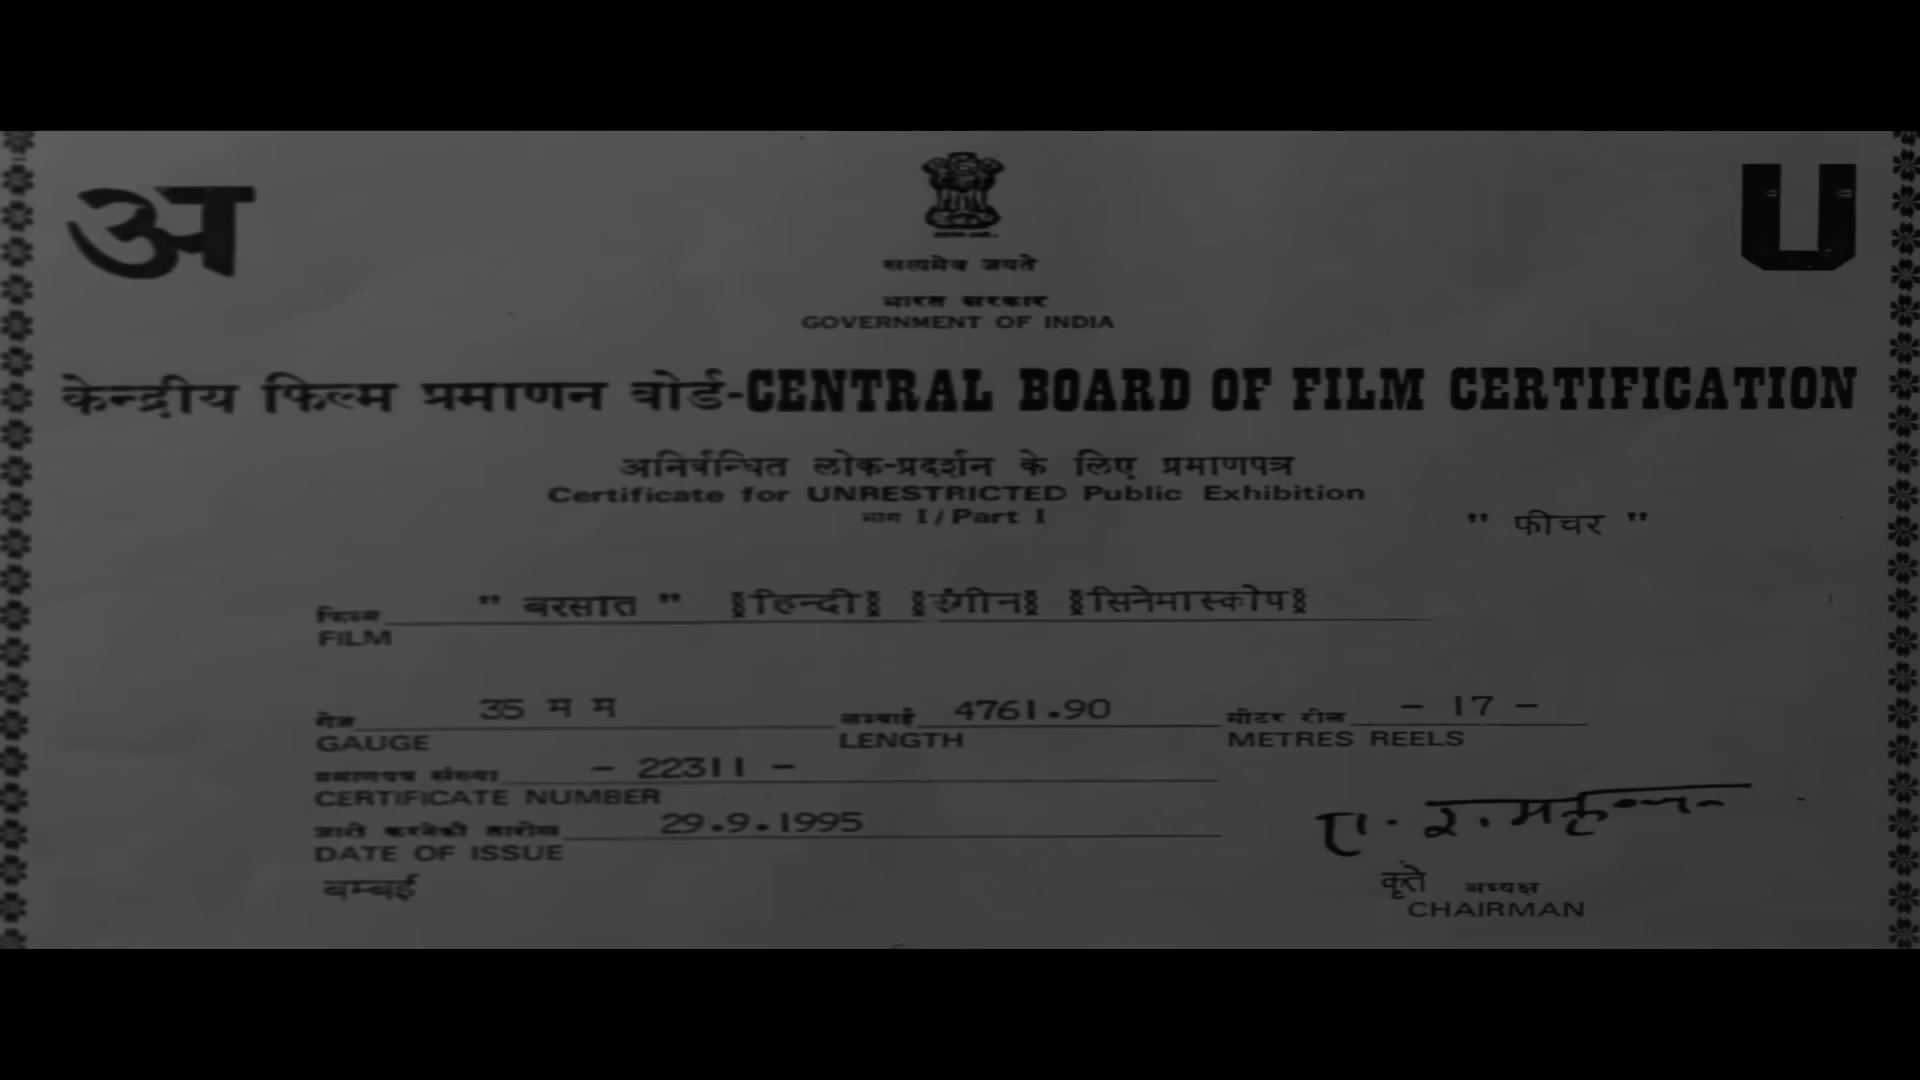 अ
U
सत्यमेव जयते
भारत सरकार
GOVERNMENT OF INDIA
केन्द्रीय फिल्म प्रमाणन बोर्ड-CENTRAL BOARD OF FILM CERTIFICATION
अनिर्बन्धित लोक-प्रदर्शन के लिए प्रमाणपत्र
Certificate for UNRESTRICTED Public Exhibition
भाग I/Part I
" फीचर "
फिल्म " बरसात " हिन्दी रंगीन सिनेमास्कोप
FILM
गेज 35 म म लम्बाई 4761.90 मीटर रील - 17 -
GAUGE LENGTH METRES REELS
प्रमाणपत्र संख्या - 22311 -
CERTIFICATE NUMBER
जारी करनेकी तारीख 29.9.1995
DATE OF ISSUE
बम्बई
कृते अध्यक्ष
CHAIRMAN